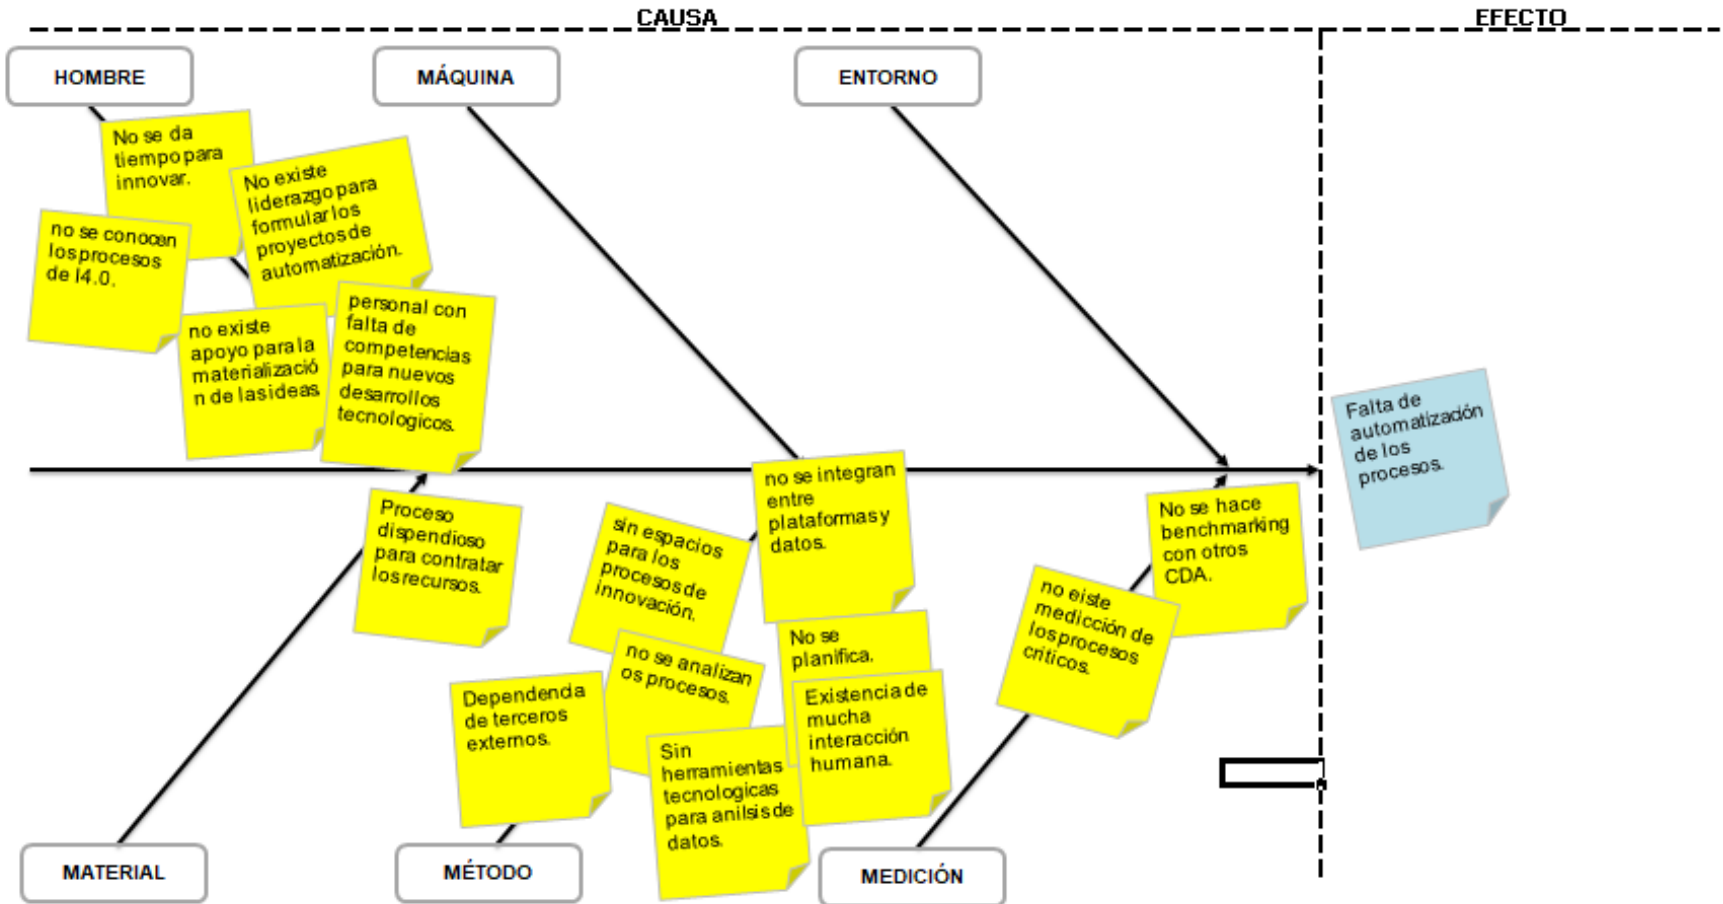 CAUSA
EFECTO
HOMBRE
MÁQUINA
ENTORNO
No se da
tiempo para
innovar.
No existe
liderazgo para
formular los
proyectos de
automatización.
no se conocen
los procesos
de I4.0.
no existe
apoyo para la
materializació
n de las ideas
personal con
falta de
competencias
para nuevos
desarrollos
tecnologicos.
Falta de
automatización
de los
procesos.
Proceso
dispendioso
para contratar
los recursos.
sin espacios
para los
procesos de
innovación.
no se integran
entre
plataformas y
datos.
No se hace
benchmarking
con otros
CDA.
no eiste
medicción de
los procesos
criticos.
no se analizan
os procesos.
No se
planifica.
Dependencia
de terceros
externos.
Existencia de
mucha
interacción
humana.
Sin
herramientas
tecnologicas
para anilsis de
datos.
MATERIAL
MÉTODO
MEDICIÓN